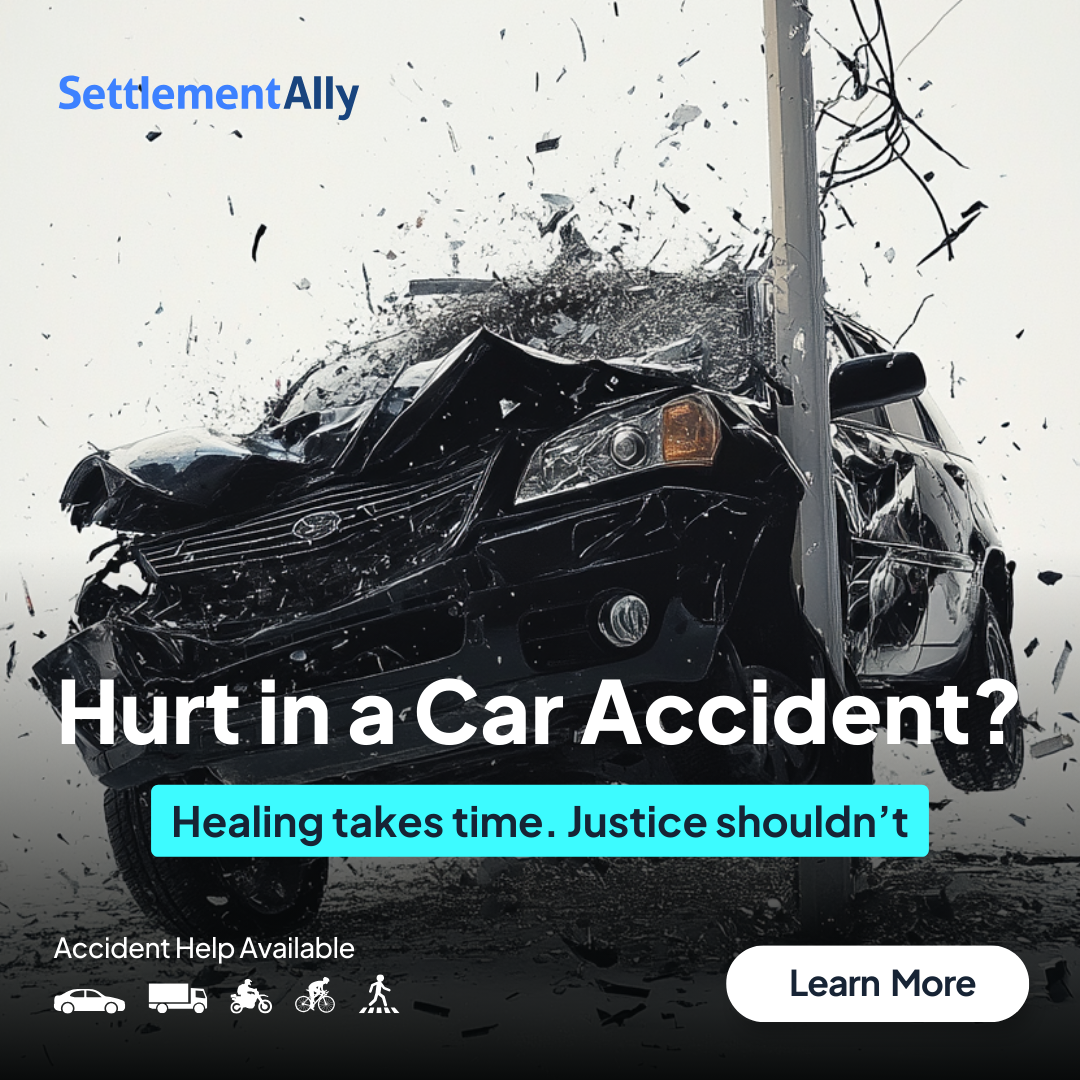 SettlementAlly
Hurt in a Car Accident?
Healing takes time. Justice shouldn’t
Accident Help Available
Learn More